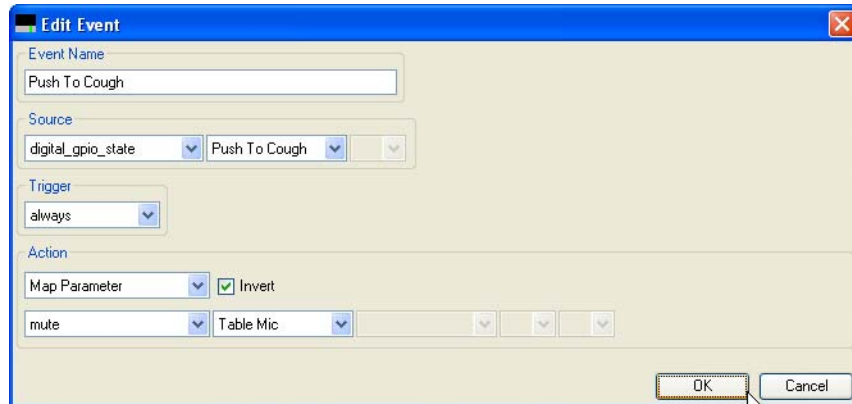 Edit Event
Event Name
Push To Cough
Source
digital_gpio_state Push To Cough
Trigger
always
Action
Map Parameter Invert
mute Table Mic
OK Cancel